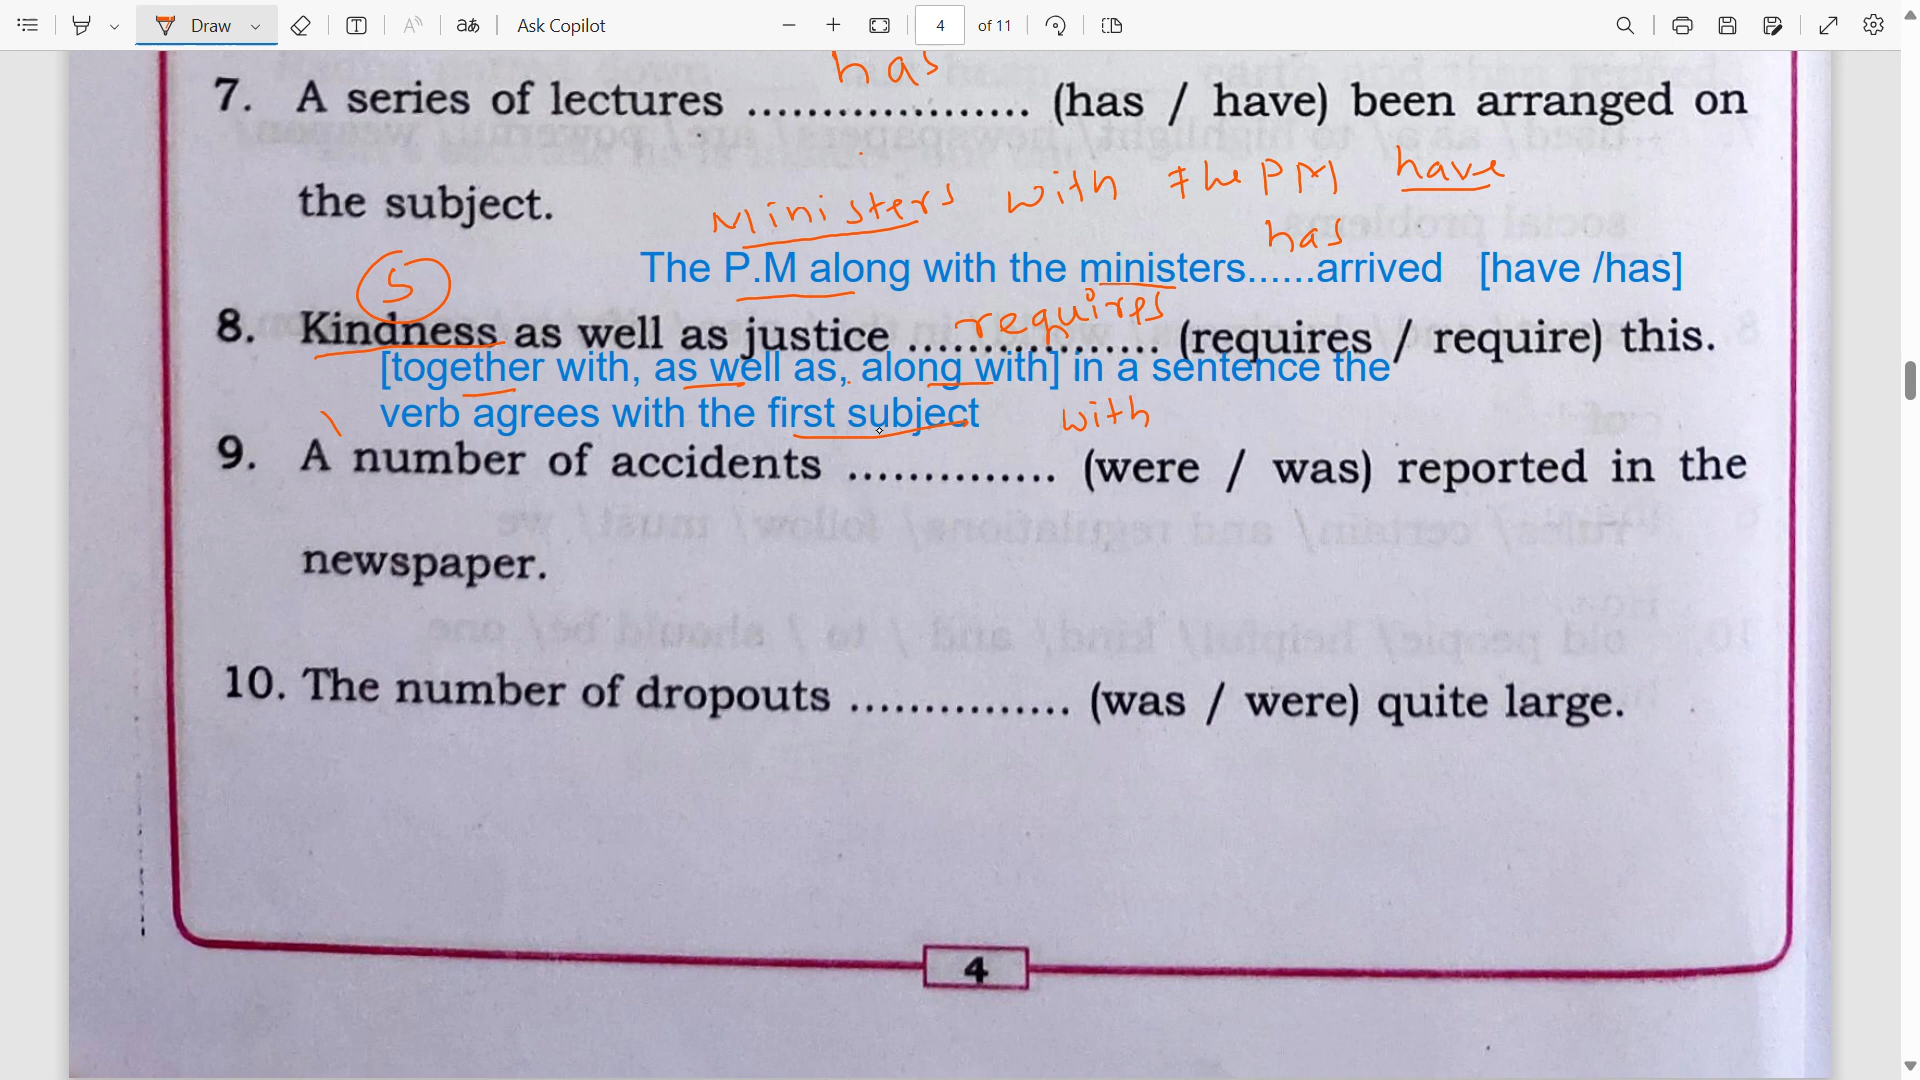 Draw
Ask Copilot
4 of 11
has
7. A series of lectures ................... (has / have) been arranged on
the subject.
Ministers with the PM have
has
The P.M along with the ministers......arrived [have /has]
S
requires
8. Kindness as well as justice ................. (requires / require) this.
[together with, as well as, along with] in a sentence the
verb agrees with the first subject with
9. A number of accidents .............. (were / was) reported in the
newspaper.
10. The number of dropouts ............... (was / were) quite large.
4